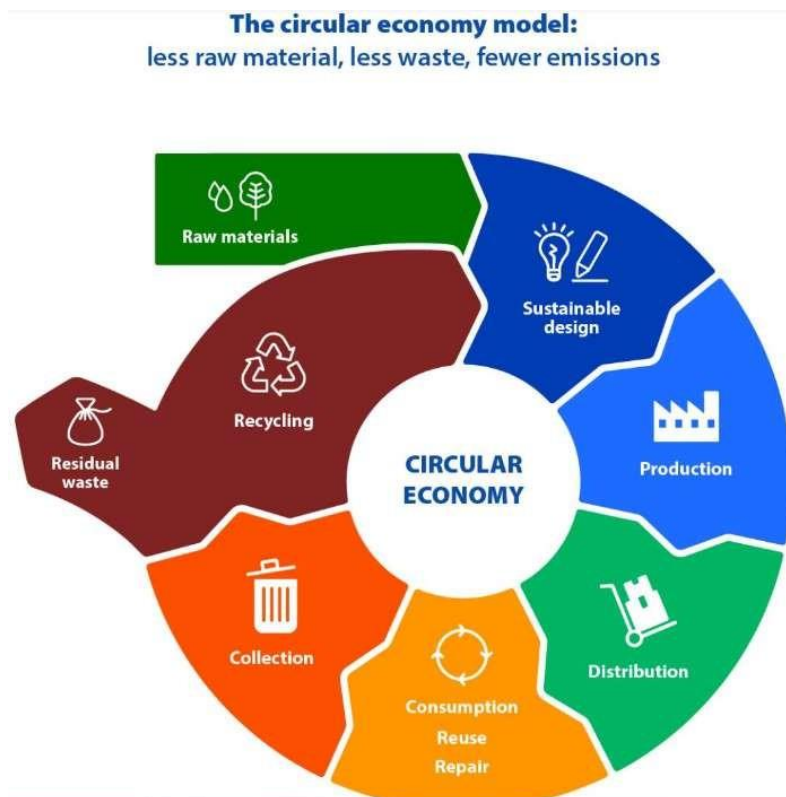 The circular economy model:
less raw material, less waste, fewer emissions
Raw materials
Sustainable
design
Production
Distribution
Consumption
Reuse
Repair
Collection
Recycling
Residual
waste
CIRCULAR
ECONOMY